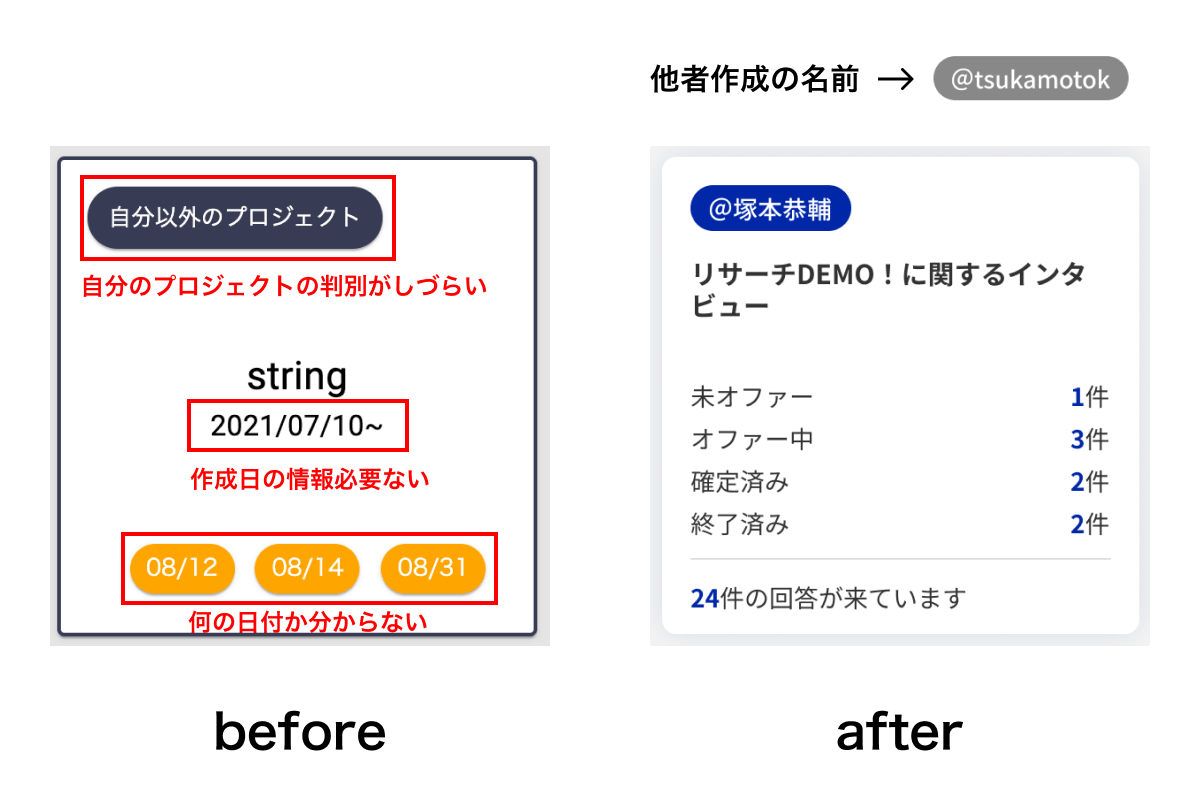 他者作成の名前 → @tsukamotok
自分以外のプロジェクト
自分のプロジェクトの判別がしづらい
string
2021/07/10~
作成日の情報必要ない
08/12 08/14 08/31
何の日付か分からない
before
@塚本恭輔
リサーチDEMO！に関するインタ
ビュー
未オファー 1件
オファー中 3件
確定済み 2件
終了済み 2件
24件の回答が来ています
after